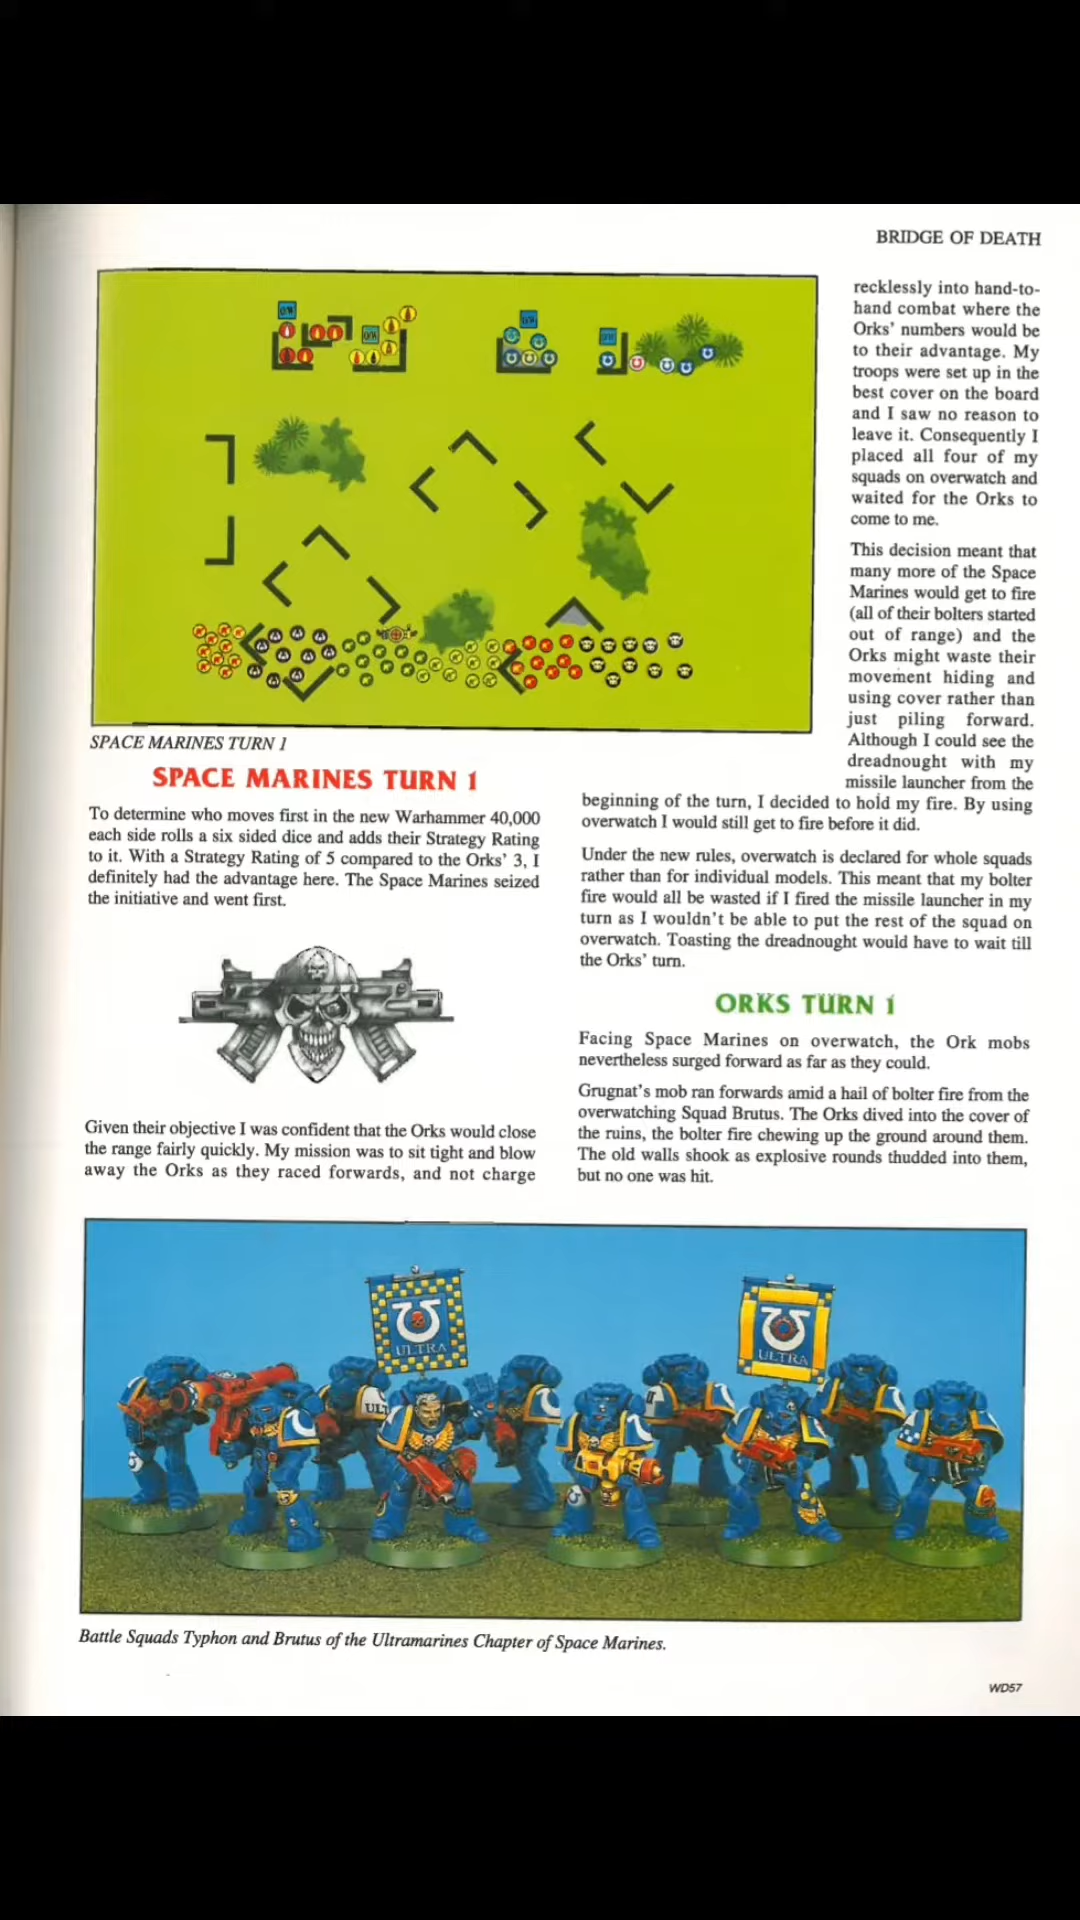 BRIDGE OF DEATH
O/W
O/W
O/W
O/W
SPACE MARINES TURN 1
SPACE MARINES TURN 1
To determine who moves first in the new Warhammer 40,000
each side rolls a six sided dice and adds their Strategy Rating
to it. With a Strategy Rating of 5 compared to the Orks' 3, I
definitely had the advantage here. The Space Marines seized
the initiative and went first.
Given their objective I was confident that the Orks would close
the range fairly quickly. My mission was to sit tight and blow
away the Orks as they raced forwards, and not charge
recklessly into hand-to-
hand combat where the
Orks' numbers would be
to their advantage. My
troops were set up in the
best cover on the board
and I saw no reason to
leave it. Consequently I
placed all four of my
squads on overwatch and
waited for the Orks to
come to me.
This decision meant that
many more of the Space
Marines would get to fire
(all of their bolters started
out of range) and the
Orks might waste their
movement hiding and
using cover rather than
just piling forward.
Although I could see the
dreadnought with my
missile launcher from the
beginning of the turn, I decided to hold my fire. By using
overwatch I would still get to fire before it did.
Under the new rules, overwatch is declared for whole squads
rather than for individual models. This meant that my bolter
fire would all be wasted if I fired the missile launcher in my
turn as I wouldn't be able to put the rest of the squad on
overwatch. Toasting the dreadnought would have to wait till
the Orks' turn.
ORKS TURN 1
Facing Space Marines on overwatch, the Ork mobs
nevertheless surged forward as far as they could.
Grugnat's mob ran forwards amid a hail of bolter fire from the
overwatching Squad Brutus. The Orks dived into the cover of
the ruins, the bolter fire chewing up the ground around them.
The old walls shook as explosive rounds thudded into them,
but no one was hit.
ULTRA
ULTRA
ULT
II
Battle Squads Typhon and Brutus of the Ultramarines Chapter of Space Marines.
WD57